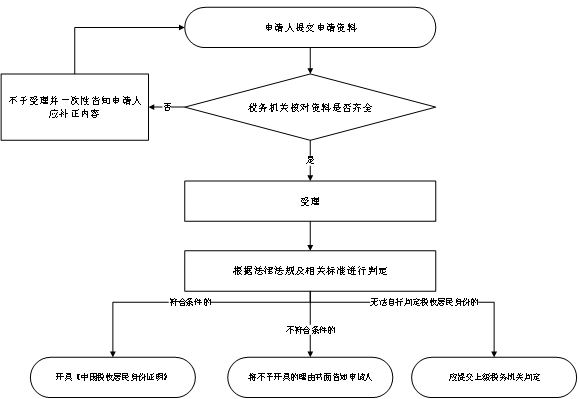 申请人提交申请资料
不予受理并一次性告知申请人
应补正内容
否
税务机关核对资料是否齐全
是
受理
根据法律法规及相关标准进行判定
符合条件的
无法自行判定税收居民身份的
不符合条件的
开具《中国税收居民身份证明》
将不予开具的理由书面告知申请人
应提交上级税务机关判定